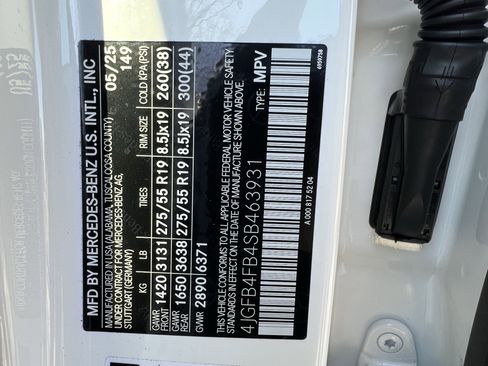 MFD BY MERCEDES-BENZ U.S. INTL., INC
MADE IN USA (ALABAMA, TUSCALOOSA COUNTY) 05/25
UNDER CONTRACT FOR MERCEDES-BENZ AG, 149
STUTTGART (GERMANY)
KG LB TIRES RIM SIZE COLD KPA (PSI)
GAWR FRONT 1420 3131 275/55 R19 8.5Jx19 260(38)
GAWR REAR 1650 3638 275/55 R19 8.5Jx19 300(44)
GVWR 2890 6371
THIS VEHICLE CONFORMS TO ALL APPLICABLE FEDERAL MOTOR VEHICLE SAFETY
STANDARDS IN EFFECT ON THE DATE OF MANUFACTURE SHOWN ABOVE.
4JGFB4FB4SB463931 TYPE: MPV
A 000 817 52 04